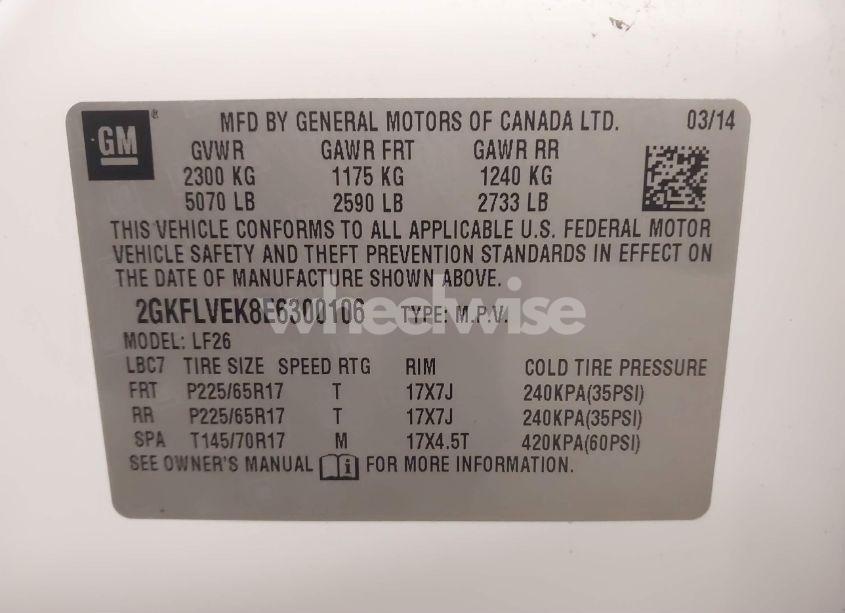 GM
MFD BY GENERAL MOTORS OF CANADA LTD. 03/14
GVWR GAWR FRT GAWR RR
2300 KG 1175 KG 1240 KG
5070 LB 2590 LB 2733 LB
THIS VEHICLE CONFORMS TO ALL APPLICABLE U.S. FEDERAL MOTOR
VEHICLE SAFETY AND THEFT PREVENTION STANDARDS IN EFFECT ON
THE DATE OF MANUFACTURE SHOWN ABOVE.
2GKFLVEK8E6300106 TYPE: M.P.V.
wheelwise
MODEL: LF26
LBC7 TIRE SIZE SPEED RTG RIM COLD TIRE PRESSURE
FRT P225/65R17 T 17X7J 240KPA(35PSI)
RR P225/65R17 T 17X7J 240KPA(35PSI)
SPA T145/70R17 M 17X4.5T 420KPA(60PSI)
SEE OWNER'S MANUAL i FOR MORE INFORMATION.